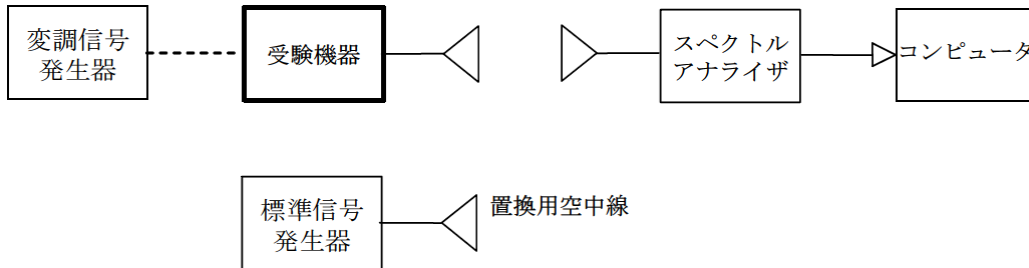 変調信号
発生器
受験機器
スペクトル
アナライザ
コンピュータ
標準信号
発生器
置換用空中線